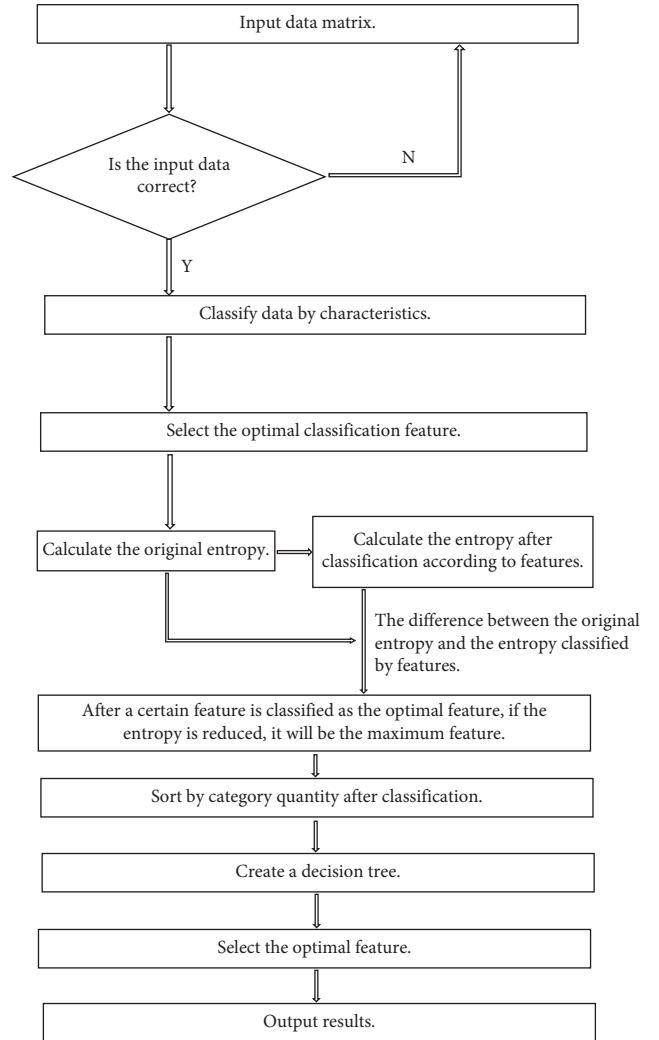 Input data matrix.
Is the input data
correct?
N
Y
Classify data by characteristics.
Select the optimal classification feature.
Calculate the original entropy.
Calculate the entropy after
classification according to features.
The difference between the original
entropy and the entropy classified
by features.
After a certain feature is classified as the optimal feature, if the
entropy is reduced, it will be the maximum feature.
Sort by category quantity after classification.
Create a decision tree.
Select the optimal feature.
Output results.